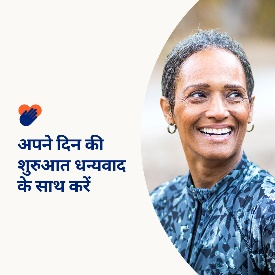 अपने दिन की
शुरुआत धन्यवाद
के साथ करें